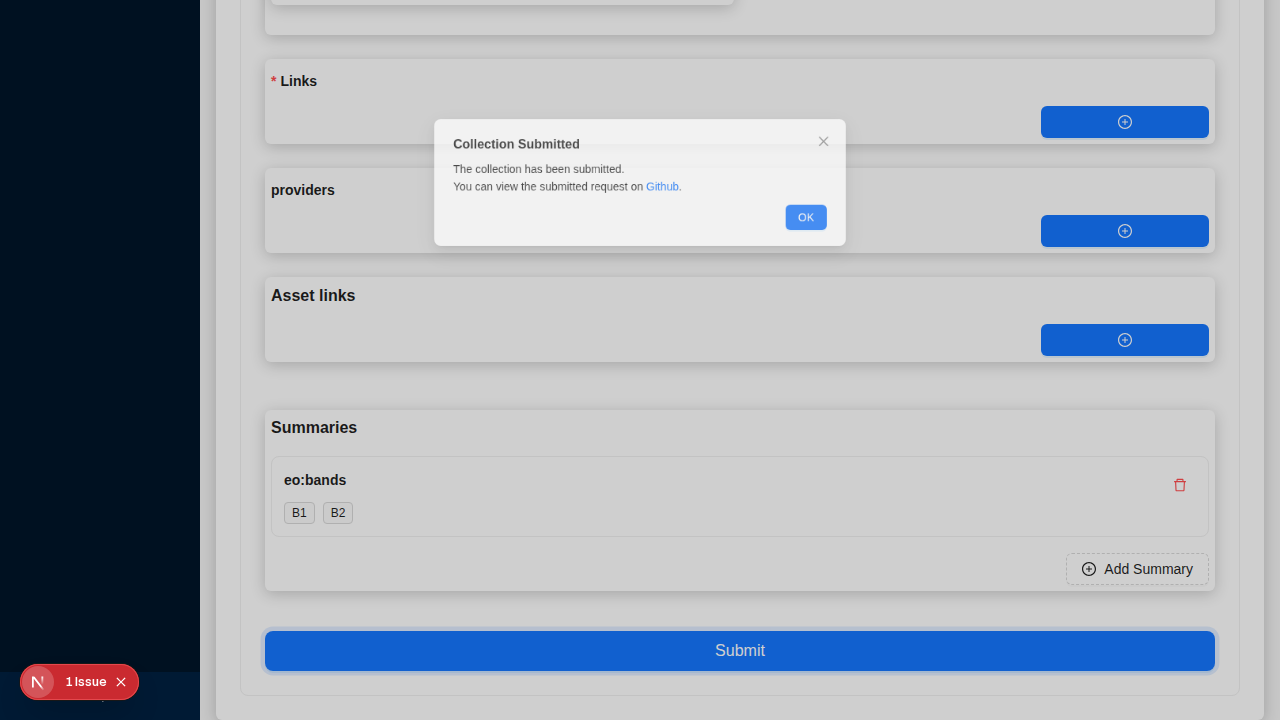 * Links
Collection Submitted
The collection has been submitted.
You can view the submitted request on Github.
OK
providers
Asset links
Summaries
eo:bands
B1 B2
Add Summary
Submit
N 1 Issue